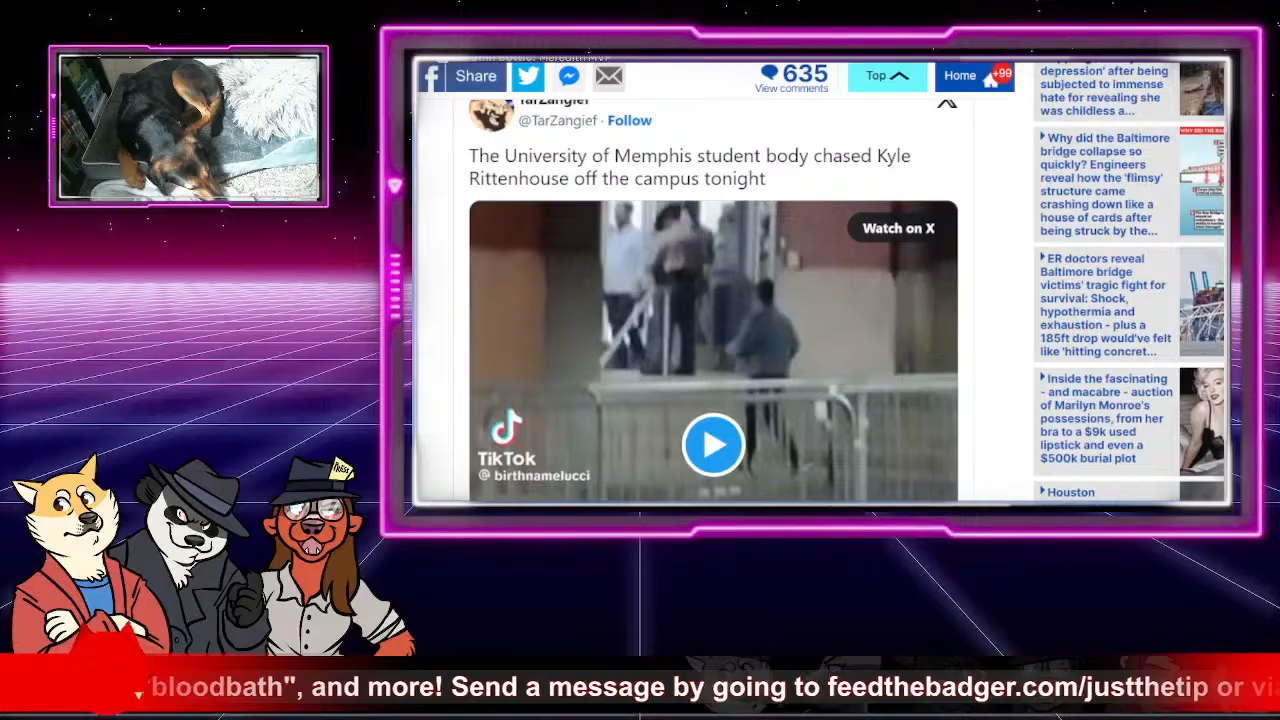 Share
635
View comments
Top
Home
+99
TarZangief
@TarZangief · Follow
The University of Memphis student body chased Kyle
Rittenhouse off the campus tonight
Watch on X
TikTok
@ birthnamelucci
depression' after being
subjected to immense
hate for revealing she
was childless a...
Why did the Baltimore
bridge collapse so
quickly? Engineers
reveal how the 'flimsy'
structure came
crashing down like a
house of cards after
being struck by the...
ER doctors reveal
Baltimore bridge
victims' tragic fight for
survival: Shock,
hypothermia and
exhaustion - plus a
185ft drop would've felt
like 'hitting concret...
Inside the fascinating
- and macabre - auction
of Marilyn Monroe's
possessions, from her
bra to a $9k used
lipstick and even a
$500k burial plot
Houston
PRESS
"bloodbath", and more! Send a message by going to feedthebadger.com/justthetip or vi